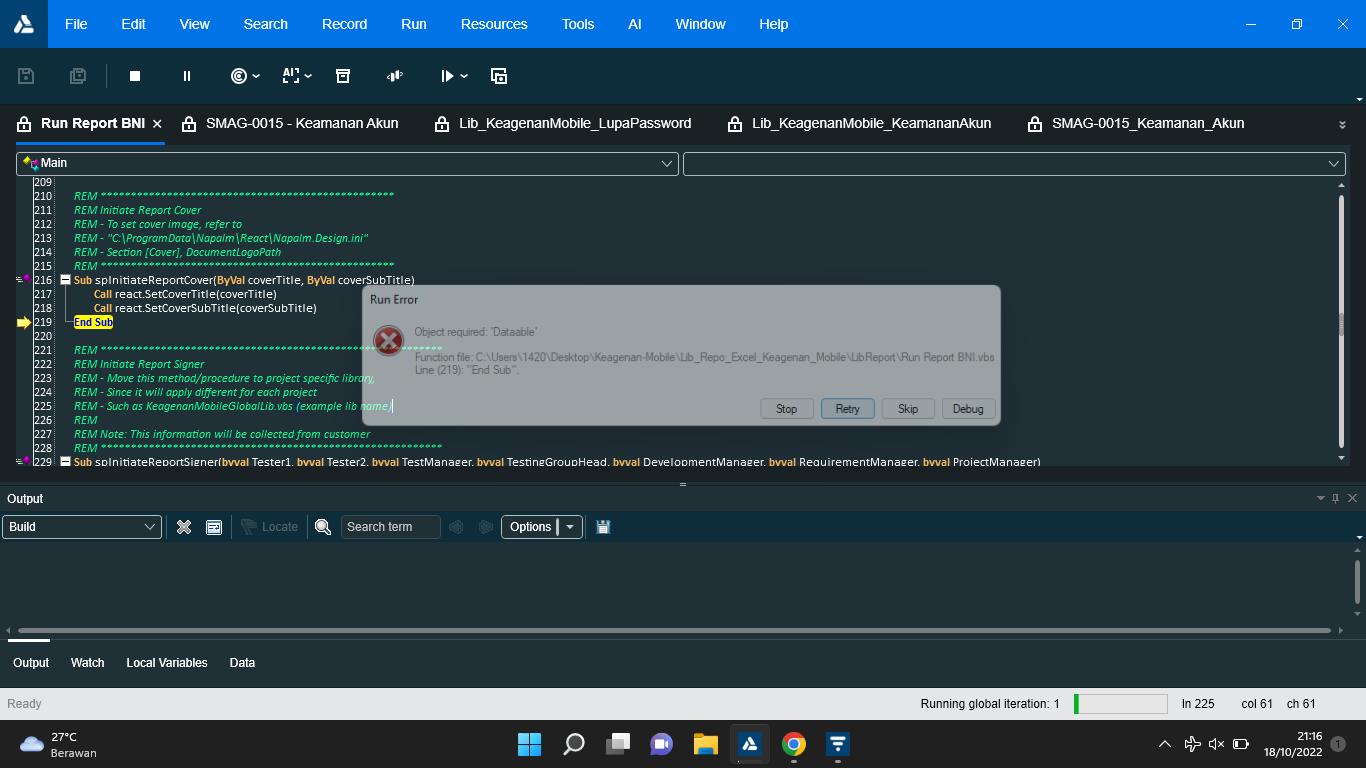 File Edit View Search Record Run Resources Tools AI Window Help
AI
Run Report BNI SMAG-0015 - Keamanan Akun Lib_KeagenanMobile_LupaPassword Lib_KeagenanMobile_KeamananAkun SMAG-0015_Keamanan_Akun
Main
209
210 REM **************************************************
211 REM Initiate Report Cover
212 REM - To set cover image, refer to
213 REM - "C:\ProgramData\Napalm\React\Napalm.Design.ini"
214 REM - Section [Cover], DocumentLogoPath
215 REM **************************************************
216 Sub spInitiateReportCover(ByVal coverTitle, ByVal coverSubTitle)
217 Call react.SetCoverTitle(coverTitle)
218 Call react.SetCoverSubTitle(coverSubTitle)
219 End Sub
220
221 REM **********************************************************
222 REM Initiate Report Signer
223 REM - Move this method/procedure to project specific library,
224 REM - Since it will apply different for each project
225 REM - Such as KeagenanMobileGlobalLib.vbs (example lib name)
226 REM
227 REM Note: This information will be collected from customer
228 REM **********************************************************
229 Sub spInitiateReportSigner(byval Tester1, byval Tester2, byval TestManager, byval TestingGroupHead, byval DevelopmentManager, byval RequirementManager, byval ProjectManager)
Run Error
Object required: 'Dataable'
Function file: C:\Users\1420\Desktop\Keagenan-Mobile\Lib_Repo_Excel_Keagenan_Mobile\LibReport\Run Report BNI.vbs
Line (219): "End Sub".
Stop Retry Skip Debug
Output
Build Locate Search term Options
Output Watch Local Variables Data
Ready Running global iteration: 1 ln 225 col 61 ch 61
27°C
Berawan
21:16
18/10/2022
1